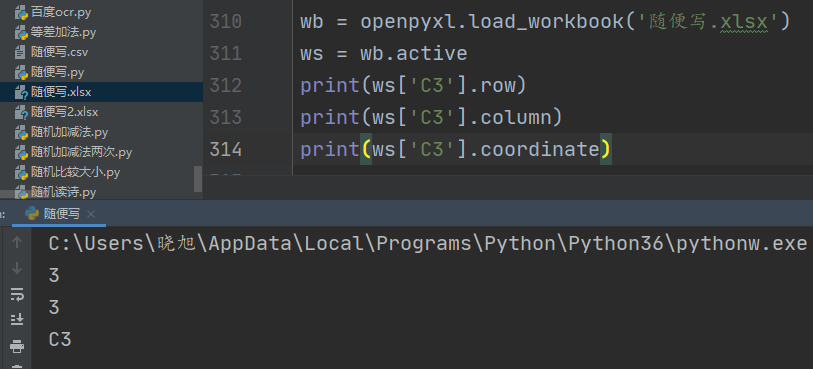 百度ocr.py
等差加法.py
随便写.csv
随便写.py
随便写.xlsx
随便写2.xlsx
随机加减法.py
随机加减法两次.py
随机比较大小.py
随机读诗.py
310 wb = openpyxl.load_workbook('随便写.xlsx')
311 ws = wb.active
312 print(ws['C3'].row)
313 print(ws['C3'].column)
314 print(ws['C3'].coordinate)
随便写
C:\Users\晓旭\AppData\Local\Programs\Python\Python36\pythonw.exe
3
3
C3